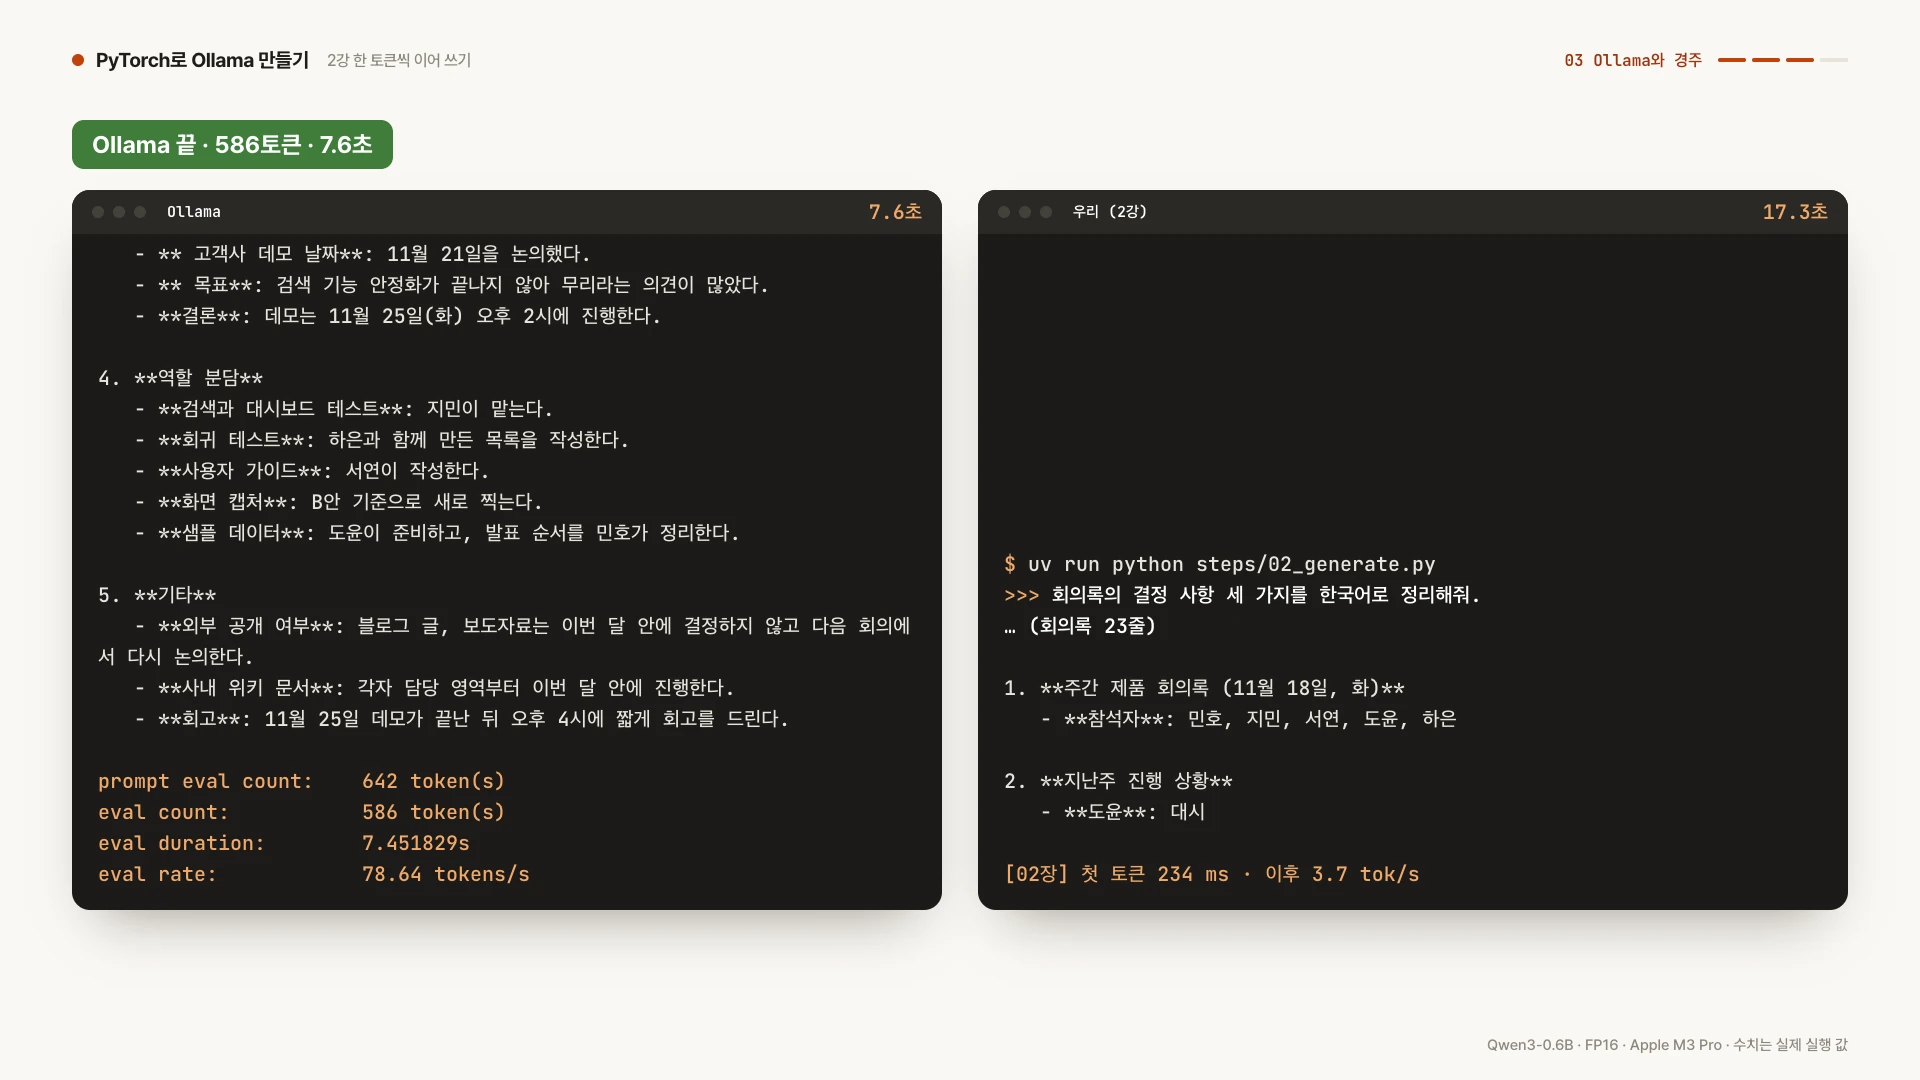 PyTorch로 Ollama 만들기 2강 한 토큰씩 이어 쓰기
03 Ollama와 경주
Ollama 끝 · 586토큰 · 7.6초
Ollama 7.6초
- ** 고객사 데모 날짜**: 11월 21일을 논의했다.
- ** 목표**: 검색 기능 안정화가 끝나지 않아 무리라는 의견이 많았다.
- **결론**: 데모는 11월 25일(화) 오후 2시에 진행한다.
4. **역할 분담**
- **검색과 대시보드 테스트**: 지민이 맡는다.
- **회귀 테스트**: 하은과 함께 만든 목록을 작성한다.
- **사용자 가이드**: 서연이 작성한다.
- **화면 캡처**: B안 기준으로 새로 찍는다.
- **샘플 데이터**: 도윤이 준비하고, 발표 순서를 민호가 정리한다.
5. **기타**
- **외부 공개 여부**: 블로그 글, 보도자료는 이번 달 안에 결정하지 않고 다음 회의에
서 다시 논의한다.
- **사내 위키 문서**: 각자 담당 영역부터 이번 달 안에 진행한다.
- **회고**: 11월 25일 데모가 끝난 뒤 오후 4시에 짧게 회고를 드린다.
prompt eval count: 642 token(s)
eval count: 586 token(s)
eval duration: 7.451829s
eval rate: 78.64 tokens/s
우리 (2강) 17.3초
$ uv run python steps/02_generate.py
>>> 회의록의 결정 사항 세 가지를 한국어로 정리해줘.
… (회의록 23줄)
1. **주간 제품 회의록 (11월 18일, 화)**
- **참석자**: 민호, 지민, 서연, 도윤, 하은
2. **지난주 진행 상황**
- **도윤**: 대시
[02장] 첫 토큰 234 ms · 이후 3.7 tok/s
Qwen3-0.6B · FP16 · Apple M3 Pro · 수치는 실제 실행 값